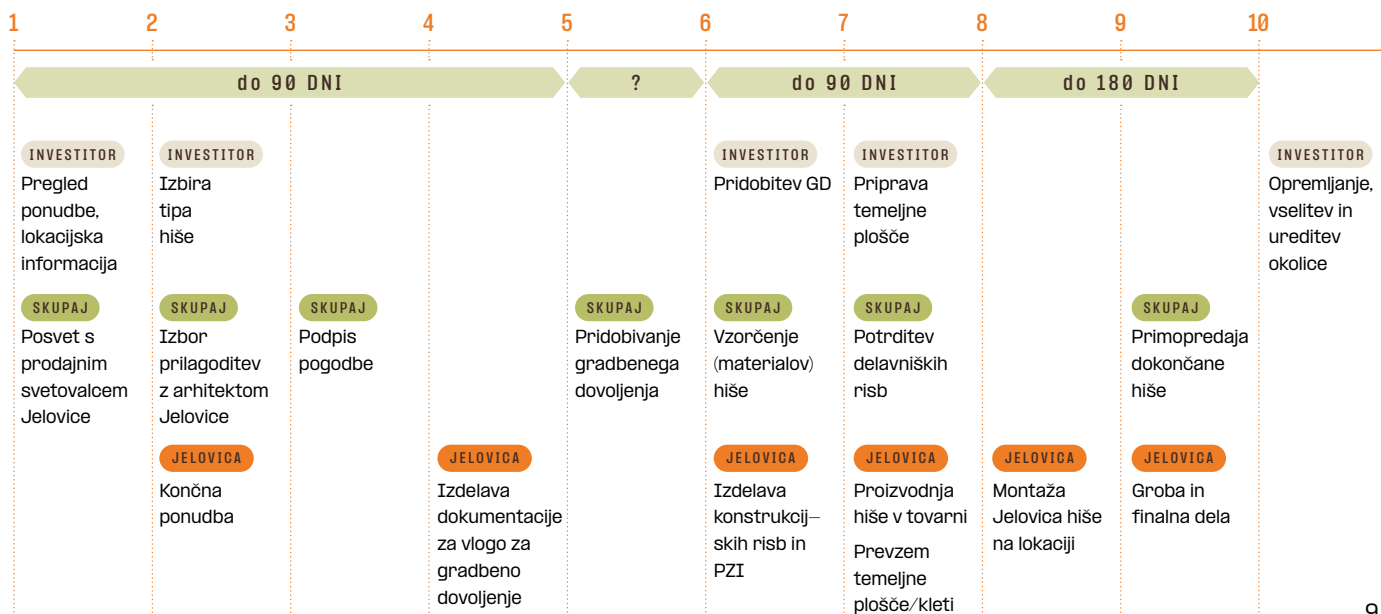 1 2 3 4 5 6 7 8 9 10
do 90 DNI ? do 90 DNI do 180 DNI
INVESTITOR
Pregled
ponudbe,
lokacijska
informacija
INVESTITOR
Izbira
tipa
hiše
INVESTITOR
Pridobitev GD
INVESTITOR
Priprava
temeljne
plošče
INVESTITOR
Opremljanje,
vselitev in
ureditev
okolice
SKUPAJ
Posvet s
prodajnim
svetovalcem
Jelovice
SKUPAJ
Izbor
prilagoditev
z arhitektom
Jelovice
SKUPAJ
Podpis
pogodbe
SKUPAJ
Pridobivanje
gradbenega
dovoljenja
SKUPAJ
Vzorčenje
(materialov)
hiše
SKUPAJ
Potrditev
delavniških
risb
SKUPAJ
Primopredaja
dokončane
hiše
JELOVICA
Končna
ponudba
JELOVICA
Izdelava
dokumentacije
za vlogo za
gradbeno
dovoljenje
JELOVICA
Izdelava
konstrukcij–
skih risb in
PZI
JELOVICA
Proizvodnja
hiše v tovarni
Prevzem
temeljne
plošče/kleti
JELOVICA
Montaža
Jelovica hiše
na lokaciji
JELOVICA
Groba in
finalna dela